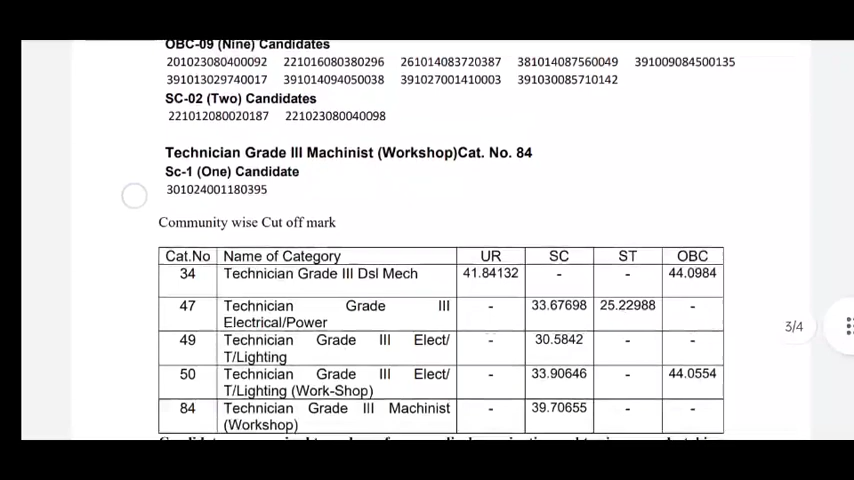 OBC-09 (Nine) Candidates
201023080400092 221016080380296 261014083720387 381014087560049 391009084500135
391013029740017 391014094050038 391027001410003 391030085710142
SC-02 (Two) Candidates
221012080020187 221023080040098
Technician Grade III Machinist (Workshop)Cat. No. 84
Sc-1 (One) Candidate
301024001180395
Community wise Cut off mark
Cat.No Name of Category UR SC ST OBC
34 Technician Grade III Dsl Mech 41.84132 - - 44.0984
47 Technician Grade III - 33.67698 25.22988 -
Electrical/Power
49 Technician Grade III Elect/ - 30.5842 - -
T/Lighting
50 Technician Grade III Elect/ - 33.90646 - 44.0554
T/Lighting (Work-Shop)
84 Technician Grade III Machinist - 39.70655 - -
(Workshop)
3/4